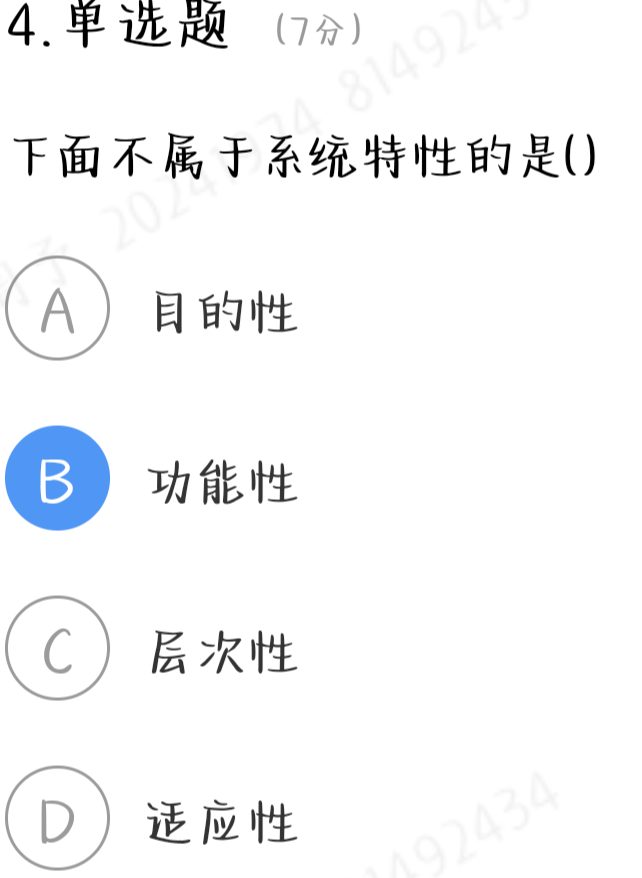 4.单选题 (7分)
下面不属于系统特性的是()
A 目的性
B 功能性
C 层次性
D 适应性